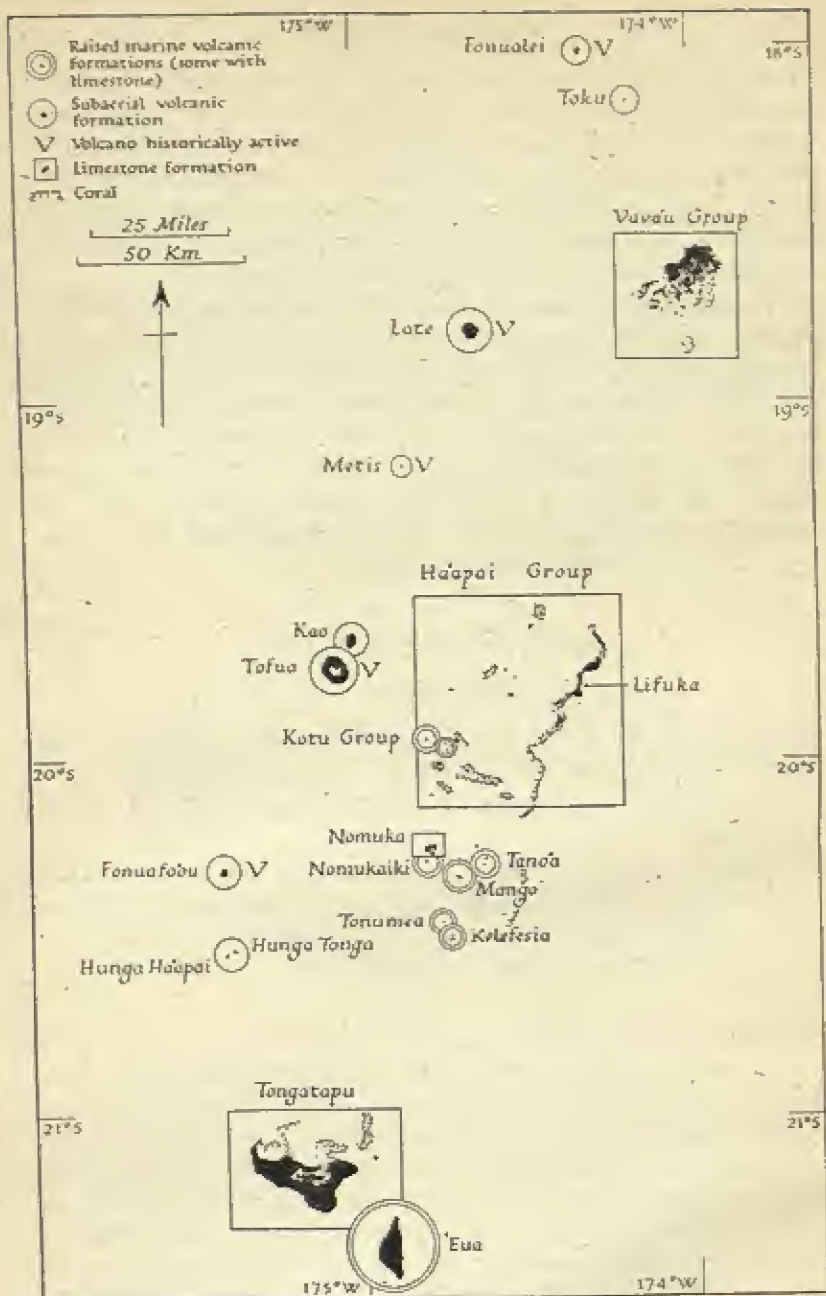 175°W
174°W
Raised marine volcanic
formations (some with
limestone)
Subaerial volcanic
formation
V Volcano historically active
Limestone formation
Coral
25 Miles
50 Km.
Fonualei V
18°S
Toku
Vava'u Group
Late V
19°S
19°S
Metis V
Ha'apai Group
Kao
Tofua V
Lifuka
Kotu Group
20°S
20°S
Nomuka
Fonuafo'ou V
Nomukaiki
Tano'a
Mango
Tonumea
Kelefesia
Hunga Tonga
Hunga Ha'apai
Tongatapu
21°S
21°S
'Eua
175°W
174°W